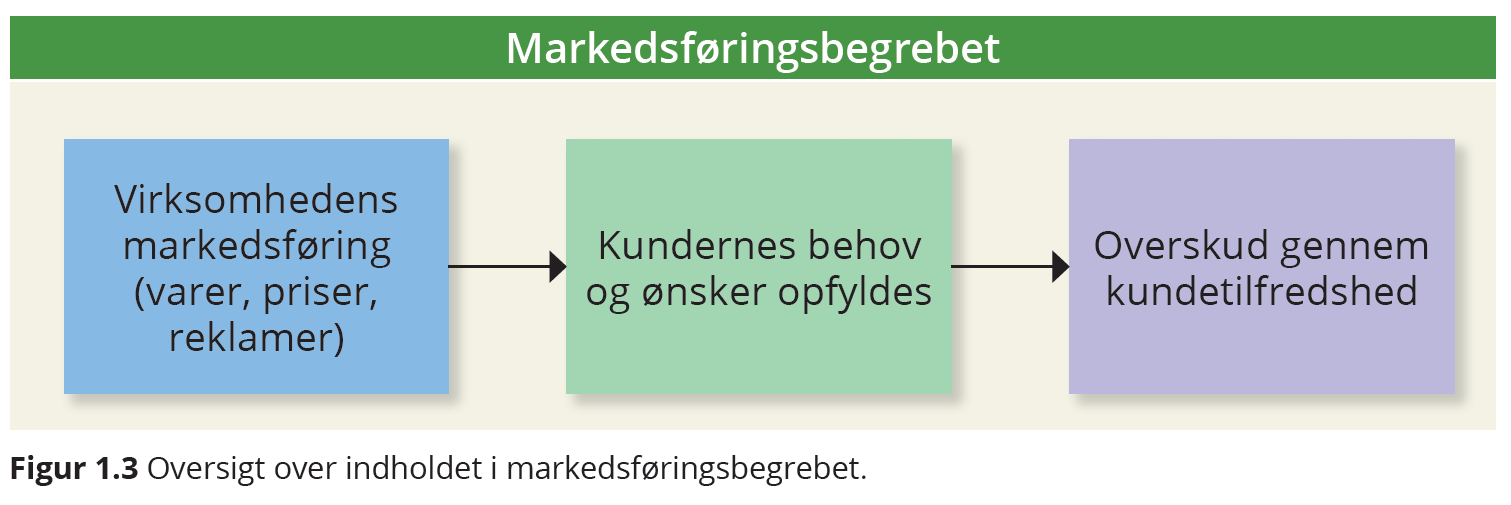 Markedsføringsbegrebet
Virksomhedens
markedsføring
(varer, priser,
reklamer)
Kundernes behov
og ønsker opfyldes
Overskud gennem
kundetilfredshed
Figur 1.3 Oversigt over indholdet i markedsføringsbegrebet.